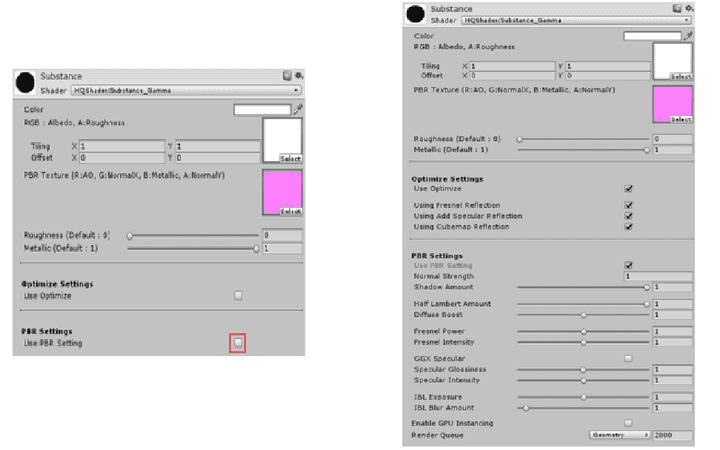 Substance
Shader HQShader/Substance_Gamma
Color
RGB : Albedo, A:Roughness
Tiling X 1 Y 1
Offset X 0 Y 0
Select
PBR Texture (R:AO, G:NormalX, B:Metallic, A:NormalY)
Select
Roughness (Default : 0) 0
Metallic (Default : 1) 1
Optimize Settings
Use Optimize
PBR Settings
Use PBR Setting
Substance
Shader HQShader/Substance_Gamma
Color
RGB : Albedo, A:Roughness
Tiling X 1 Y 1
Offset X 0 Y 0
Select
PBR Texture (R:AO, G:NormalX, B:Metallic, A:NormalY)
Select
Roughness (Default : 0) 0
Metallic (Default : 1) 1
Optimize Settings
Use Optimize
Using Fresnel Reflection
Using Add Specular Reflection
Using Cubemap Reflection
PBR Settings
Use PBR Setting
Normal Strength 1
Shadow Amount 1
Half Lambert Amount 1
Diffuse Boost 1
Fresnel Power 1
Fresnel Intensity 1
GGX Specular
Specular Glossiness 1
Specular Intensity 1
IBL Exposure 1
IBL Blur Amount 1
Enable GPU Instancing
Render Queue Geometry 2000